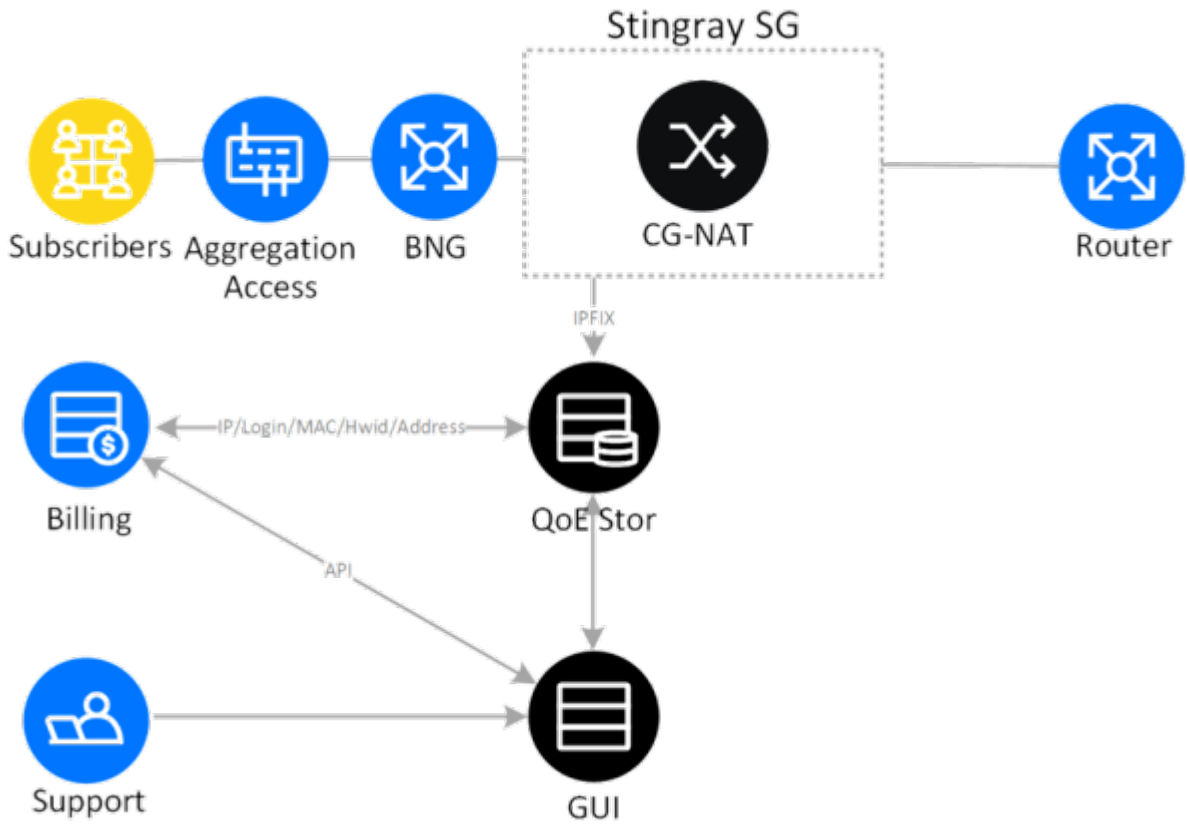 Stingray SG
Subscribers
Aggregation
Access
BNG
CG-NAT
Router
IPFIX
IP/Login/MAC/Hwid/Address
$
Billing
QoE Stor
API
Support
GUI